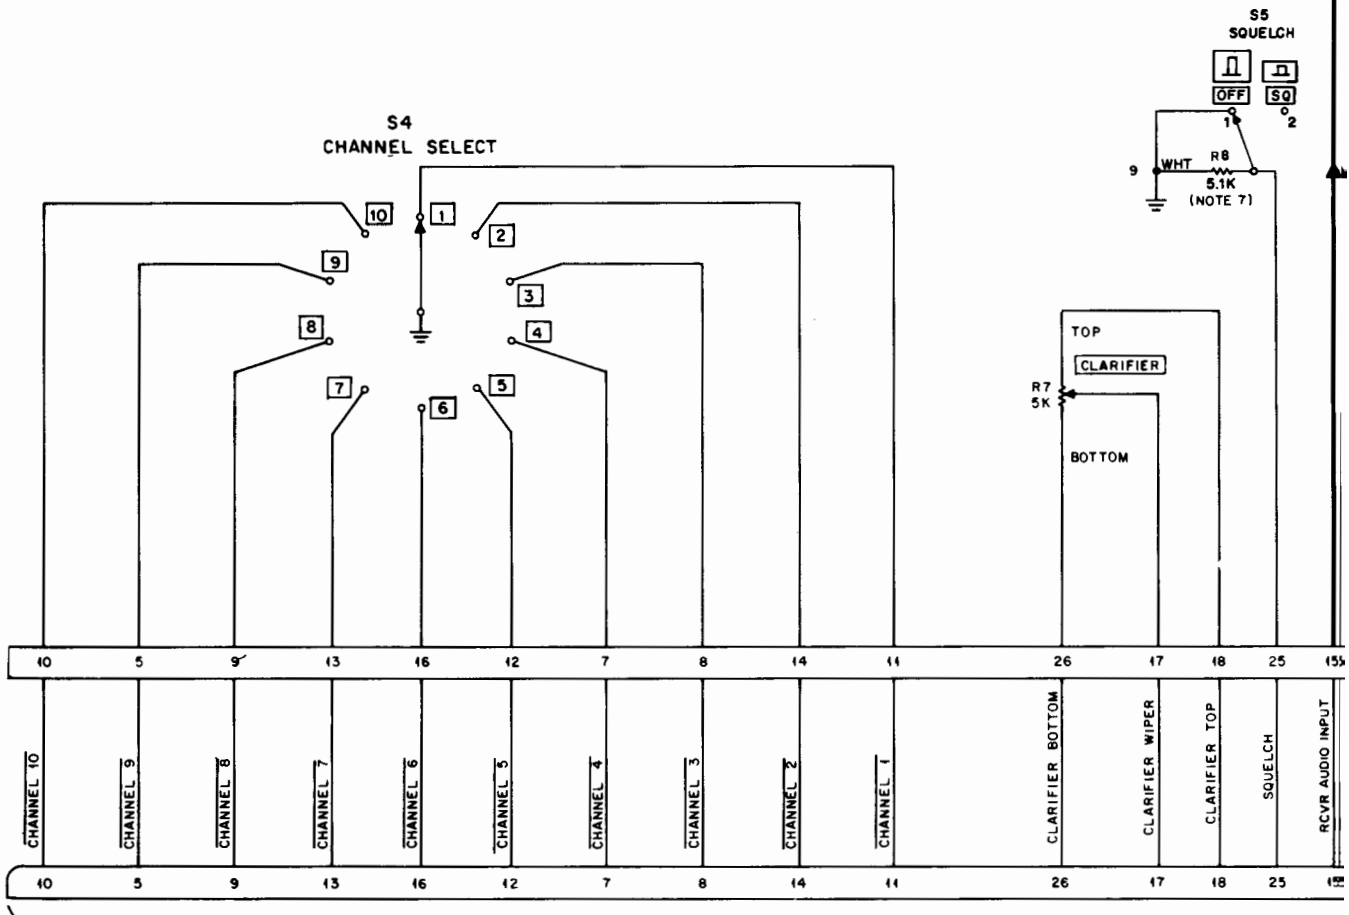 S5
SQUELCH
OFF
SQ
1
2
S4
CHANNEL SELECT
9
WHT
R8
5.1K
(NOTE 7)
10
1
2
9
3
8
4
7
5
6
TOP
CLARIFIER
R7
5K
BOTTOM
10 5 9 13 16 12 7 8 14 11 26 17 18 25
CHANNEL 10
CHANNEL 9
CHANNEL 8
CHANNEL 7
CHANNEL 6
CHANNEL 5
CHANNEL 4
CHANNEL 3
CHANNEL 2
CHANNEL 1
CLARIFIER BOTTOM
CLARIFIER WIPER
CLARIFIER TOP
SQUELCH
RCVR AUDIO INPUT
10 5 9 13 16 12 7 8 14 11 26 17 18 25